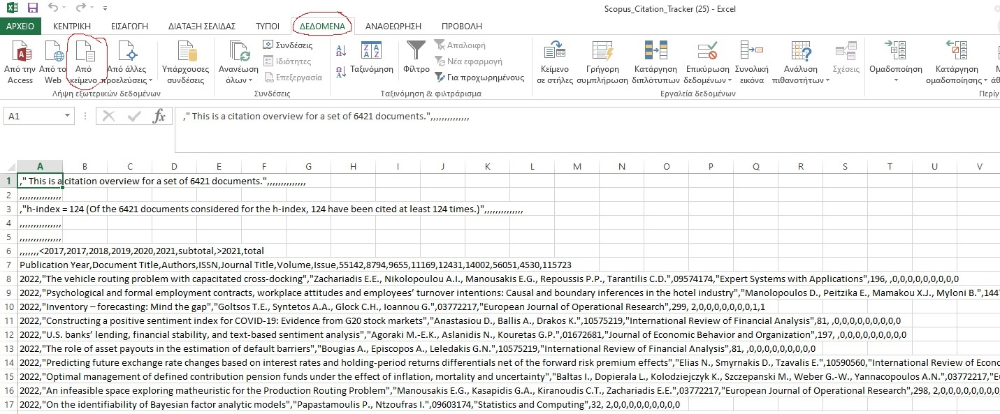 Scopus_Citation_Tracker (25) - Excel
ΑΡΧΕΙΟ ΚΕΝΤΡΙΚΗ ΕΙΣΑΓΩΓΗ ΔΙΑΤΑΞΗ ΣΕΛΙΔΑΣ ΤΥΠΟΙ ΔΕΔΟΜΕΝΑ ΑΝΑΘΕΩΡΗΣΗ ΠΡΟΒΟΛΗ
Από την Access
Από το Web
Από κείμενο
Από άλλες προελεύσεις
Υπάρχουσες συνδέσεις
Ανανέωση όλων
Συνδέσεις
Ιδιότητες
Επεξεργασία
Ταξινόμηση
Φίλτρο
Απαλοιφή
Νέα εφαρμογή
Για προχωρημένους
Κείμενο σε στήλες
Γρήγορη συμπλήρωση
Κατάργηση διπλότυπων
Επικύρωση δεδομένων
Συνολική εικόνα
Ανάλυση πιθανοτήτων
Σχέσεις
Ομαδοποίηση
Κατάργηση ομαδοποίησης
Λήψη εξωτερικών δεδομένων Συνδέσεις Ταξινόμηση & φιλτράρισμα Εργαλεία δεδομένων Περίγ
A1 fx ," This is a citation overview for a set of 6421 documents.",,,,,,,,,,,,,,
A B C D E F G H I J K L M N O P Q R S T U V
1 ," This is a citation overview for a set of 6421 documents.",,,,,,,,,,,,,,
2 ,,,,,,,,,,,,,,,
3 ,"h-index = 124 (Of the 6421 documents considered for the h-index, 124 have been cited at least 124 times.)",,,,,,,,,,,,,,
4 ,,,,,,,,,,,,,,,
5 ,,,,,,,,,,,,,,,
6 ,,,,,,,<2017,2017,2018,2019,2020,2021,subtotal,>2021,total
7 Publication Year,Document Title,Authors,ISSN,Journal Title,Volume,Issue,55142,8794,9655,11169,12431,14002,56051,4530,115723
8 2022,"The vehicle routing problem with capacitated cross-docking","Zachariadis E.E., Nikolopoulou A.I., Manousakis E.G., Repoussis P.P., Tarantilis C.D.",09574174,"Expert Systems with Applications",196, ,0,0,0,0,0,0,0,0,0
9 2022,"Psychological and formal employment contracts, workplace attitudes and employees’ turnover intentions: Causal and boundary inferences in the hotel industry","Manolopoulos D., Peitzika E., Mamakou X.J., Myloni B.",1447
10 2022,"Inventory – forecasting: Mind the gap","Goltsos T.E., Syntetos A.A., Glock C.H., Ioannou G.",03772217,"European Journal of Operational Research",299, 2,0,0,0,0,0,0,0,1,1
11 2022,"Constructing a positive sentiment index for COVID-19: Evidence from G20 stock markets","Anastasiou D., Ballis A., Drakos K.",10575219,"International Review of Financial Analysis",81, ,0,0,0,0,0,0,0,0,0
12 2022,"U.S. banks’ lending, financial stability, and text-based sentiment analysis","Agoraki M.-E.K., Aslanidis N., Kouretas G.P.",01672681,"Journal of Economic Behavior and Organization",197, ,0,0,0,0,0,0,0,0,0
13 2022,"The role of asset payouts in the estimation of default barriers","Bougias A., Episcopos A., Leledakis G.N.",10575219,"International Review of Financial Analysis",81, ,0,0,0,0,0,0,0,0,0
14 2022,"Predicting future exchange rate changes based on interest rates and holding-period returns differentials net of the forward risk premium effects","Elias N., Smyrnakis D., Tzavalis E.",10590560,"International Review of Econo
15 2022,"Optimal management of defined contribution pension funds under the effect of inflation, mortality and uncertainty","Baltas I., Dopierala L., Kolodziejczyk K., Szczepanski M., Weber G.-W., Yannacopoulos A.N.",03772217,"Eu
16 2022,"An infeasible space exploring matheuristic for the Production Routing Problem","Manousakis E.G., Kasapidis G.A., Kiranoudis C.T., Zachariadis E.E.",03772217,"European Journal of Operational Research",298, 2,0,0,0,0,0,0,0,0,
17 2022,"On the identifiability of Bayesian factor analytic models","Papastamoulis P., Ntzoufras I.",09603174,"Statistics and Computing",32, 2,0,0,0,0,0,0,0,0,0